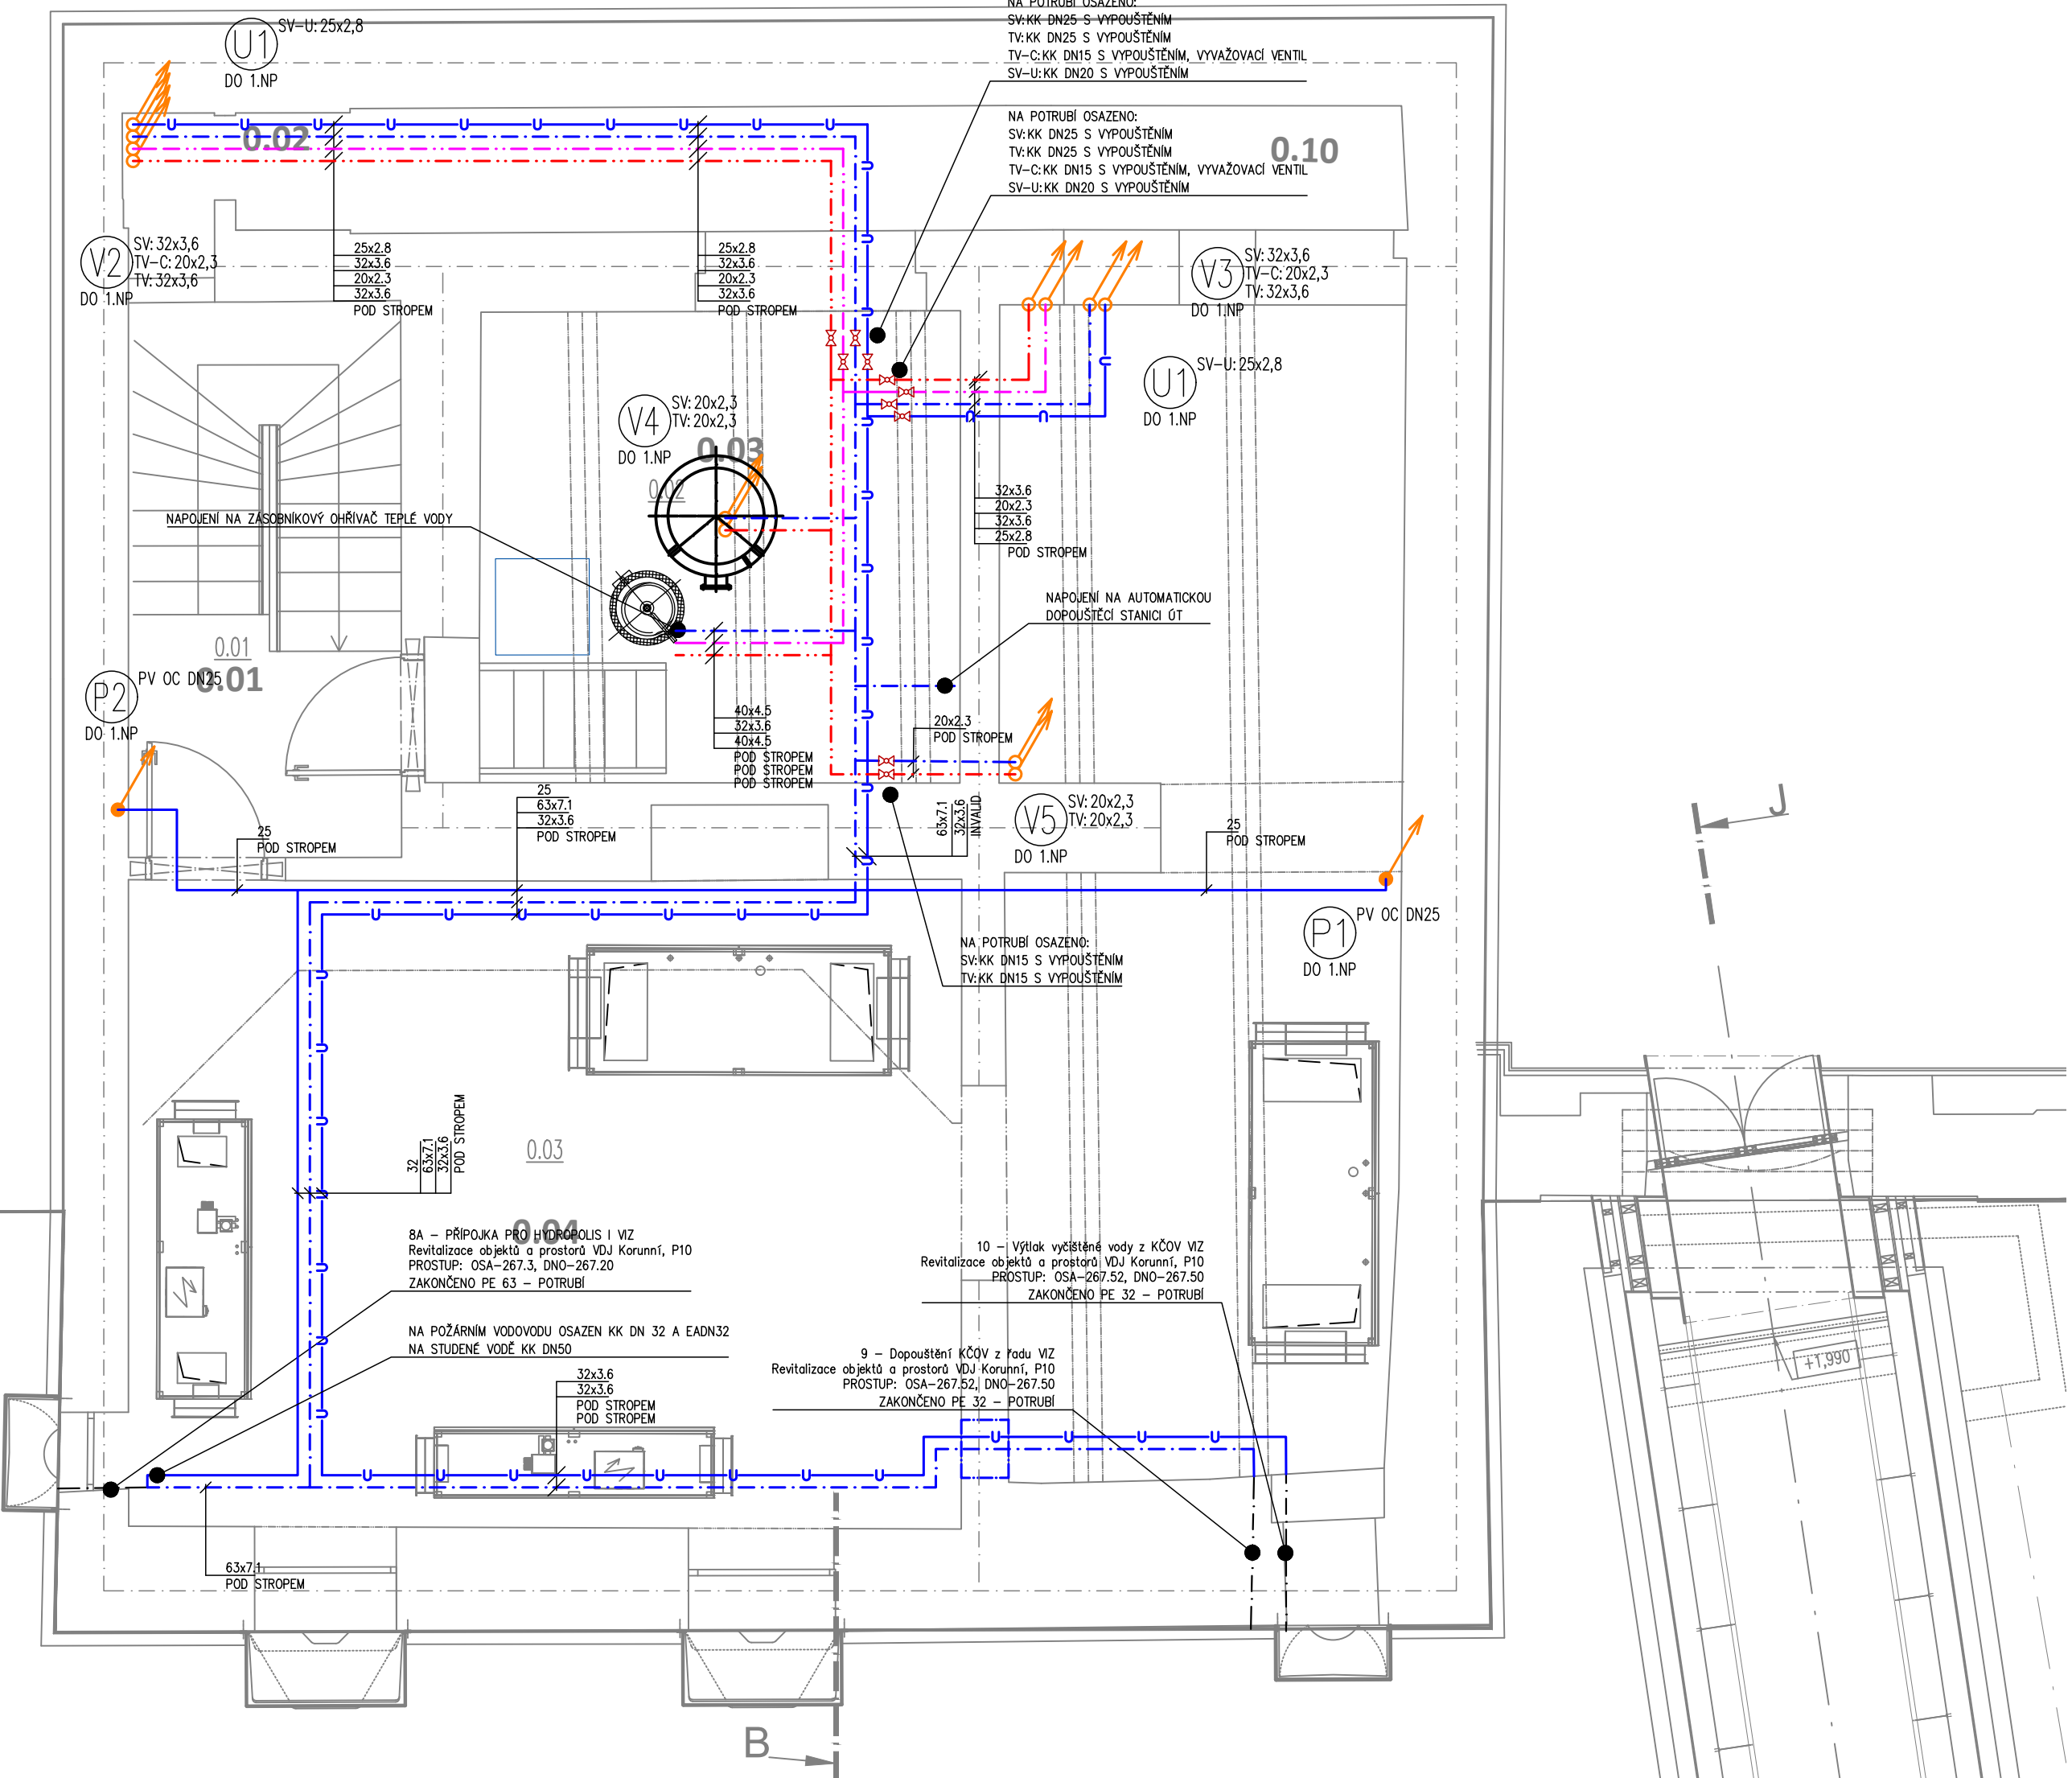 NA POTRUBÍ OSAZENO:
SV:KK DN25 S VYPOUŠTĚNÍM
TV:KK DN25 S VYPOUŠTĚNÍM
TV-C:KK DN15 S VYPOUŠTĚNÍM, VYVAŽOVACÍ VENTIL
SV-U:KK DN20 S VYPOUŠTĚNÍM
U1
SV-U: 25x2,8
DO 1.NP
NA POTRUBÍ OSAZENO:
SV:KK DN25 S VYPOUŠTĚNÍM
TV:KK DN25 S VYPOUŠTĚNÍM
TV-C:KK DN15 S VYPOUŠTĚNÍM, VYVAŽOVACÍ VENTIL
SV-U:KK DN20 S VYPOUŠTĚNÍM
0.02
0.10
V2
SV: 32x3,6
TV-C: 20x2,3
TV: 32x3,6
DO 1.NP
25x2.8
32x3.6
20x2.3
32x3.6
POD STROPEM
25x2.8
32x3.6
20x2.3
32x3.6
POD STROPEM
V3
SV: 32x3,6
TV-C: 20x2,3
TV: 32x3,6
DO 1.NP
U1
SV-U: 25x2,8
DO 1.NP
V4
SV: 20x2,3
TV: 20x2,3
DO 1.NP
0.03
0.02
NAPOJENÍ NA ZÁSOBNÍKOVÝ OHŘÍVAČ TEPLÉ VODY
32x3.6
20x2.3
32x3.6
25x2.8
POD STROPEM
NAPOJENÍ NA AUTOMATICKOU
DOPOUŠTĚCÍ STANICI ÚT
0.01
0.01
P2
PV OC DN25
DO 1.NP
40x4.5
32x3.6
40x4.5
POD STROPEM
POD STROPEM
POD STROPEM
20x2.3
POD STROPEM
25
63x7.1
32x3.6
POD STROPEM
25
POD STROPEM
63x7.1
32x3.6
INVALID
V5
SV: 20x2,3
TV: 20x2,3
DO 1.NP
25
POD STROPEM
J
P1
PV OC DN25
DO 1.NP
NA POTRUBÍ OSAZENO:
SV:KK DN15 S VYPOUŠTĚNÍM
TV:KK DN15 S VYPOUŠTĚNÍM
32
63x7.1
32x3.6
POD STROPEM
0.03
0.04
8A – PŘÍPOJKA PRO HYDROPOLIS I VIZ
Revitalizace objektů a prostorů VDJ Korunní, P10
PROSTUP: OSA-267.3, DNO-267.20
ZAKONČENO PE 63 – POTRUBÍ
10 – Výtlak vyčištěné vody z KČOV VIZ
Revitalizace objektů a prostorů VDJ Korunní, P10
PROSTUP: OSA-267.52, DNO-267.50
ZAKONČENO PE 32 – POTRUBÍ
NA POŽÁRNÍM VODOVODU OSAZEN KK DN 32 A EADN32
NA STUDENÉ VODĚ KK DN50
9 – Dopouštění KČOV z řadu VIZ
Revitalizace objektů a prostorů VDJ Korunní, P10
PROSTUP: OSA-267.52, DNO-267.50
ZAKONČENO PE 32 – POTRUBÍ
32x3.6
32x3.6
POD STROPEM
POD STROPEM
+1,990
63x7.1
POD STROPEM
B